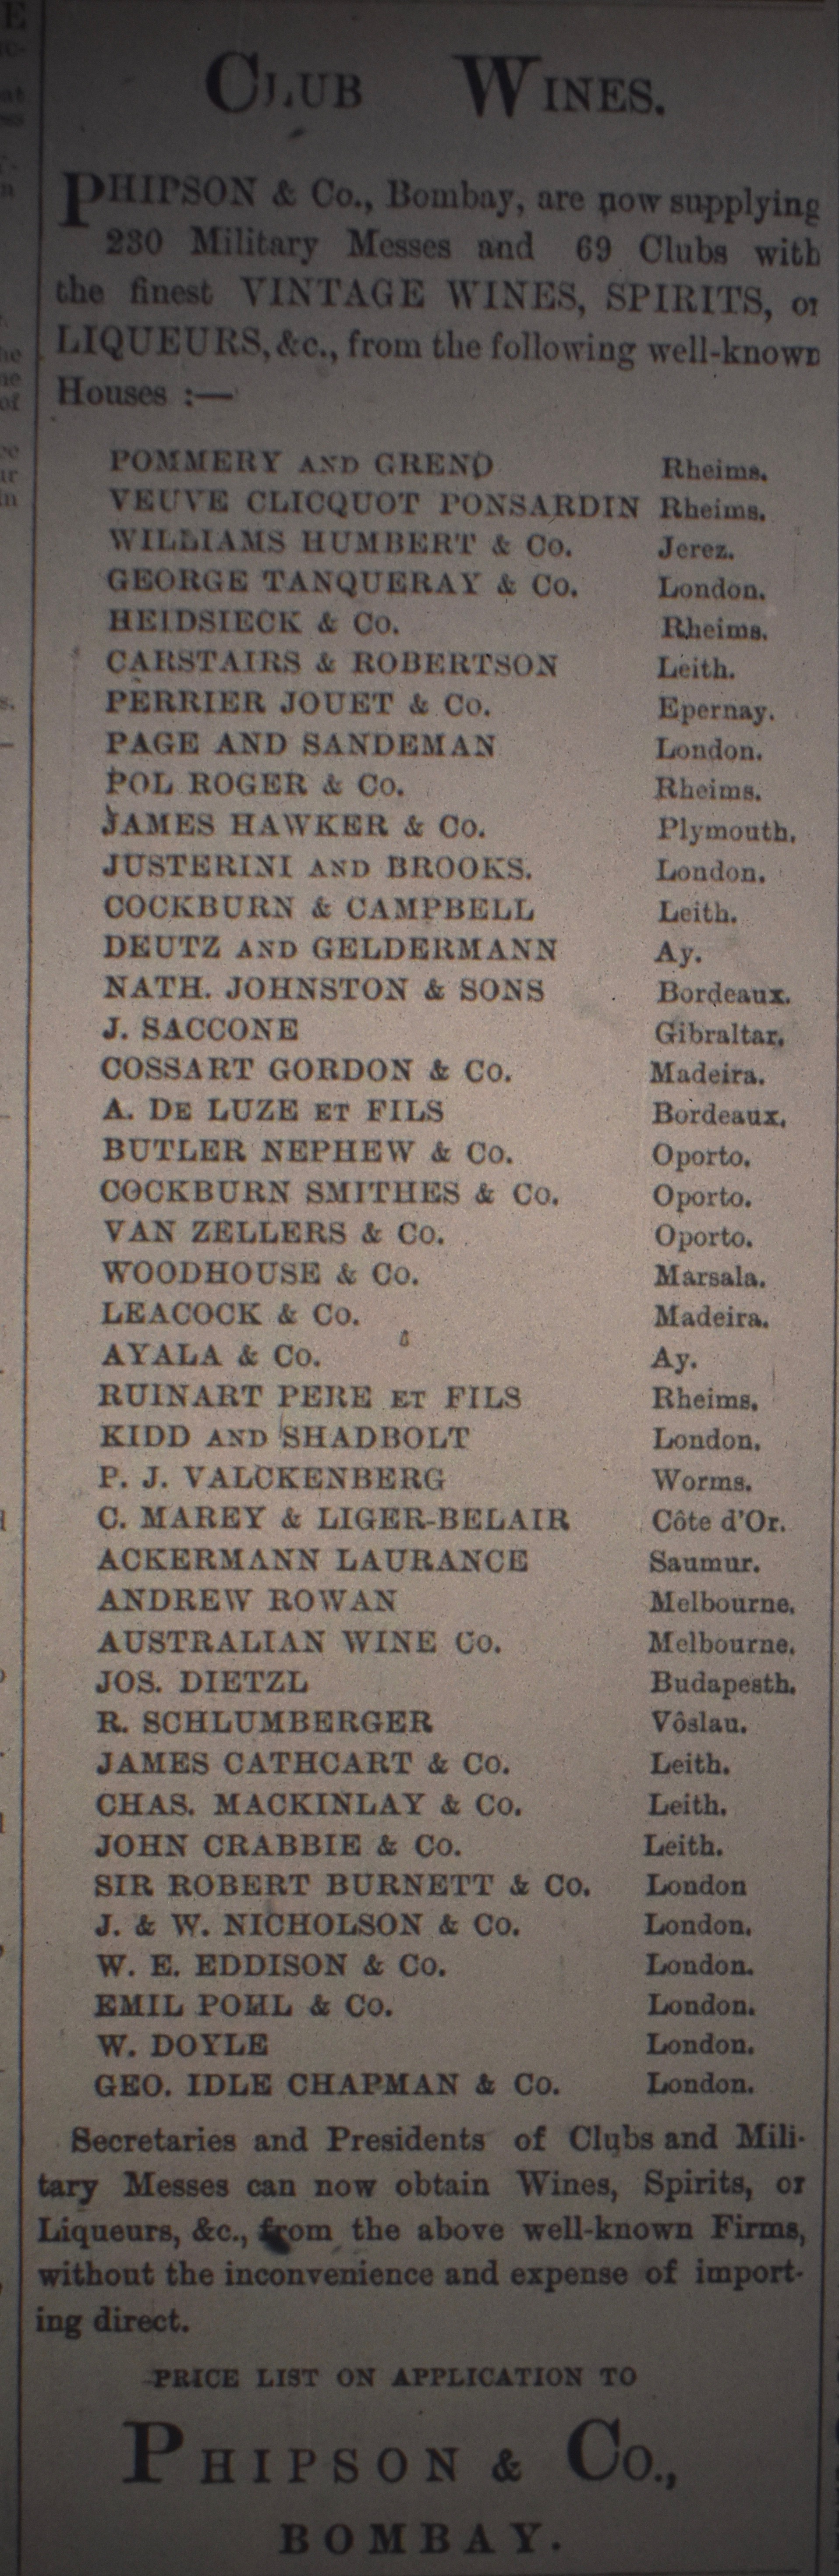 CLUB WINES.
PHIPSON & Co., Bombay, are now supplying
230 Military Messes and 69 Clubs with
the finest VINTAGE WINES, SPIRITS, or
LIQUEURS, &c., from the following well-known
Houses :—
POMMERY AND GRENO Rheims.
VEUVE CLICQUOT PONSARDIN Rheims.
WILLIAMS HUMBERT & Co. Jerez.
GEORGE TANQUERAY & Co. London.
HEIDSIECK & Co. Rheims.
CARSTAIRS & ROBERTSON Leith.
PERRIER JOUET & Co. Epernay.
PAGE AND SANDEMAN London.
POL ROGER & Co. Rheims.
JAMES HAWKER & Co. Plymouth.
JUSTERINI AND BROOKS. London.
COCKBURN & CAMPBELL Leith.
DEUTZ AND GELDERMANN Ay.
NATH. JOHNSTON & SONS Bordeaux.
J. SACCONE Gibraltar.
COSSART GORDON & Co. Madeira.
A. DE LUZE ET FILS Bordeaux.
BUTLER NEPHEW & Co. Oporto.
COCKBURN SMITHES & Co. Oporto.
VAN ZELLERS & Co. Oporto.
WOODHOUSE & Co. Marsala.
LEACOCK & Co. Madeira.
AYALA & Co. Ay.
RUINART PERE ET FILS Rheims.
KIDD AND SHADBOLT London.
P. J. VALCKENBERG Worms.
C. MAREY & LIGER-BELAIR Côte d'Or.
ACKERMANN LAURANCE Saumur.
ANDREW ROWAN Melbourne.
AUSTRALIAN WINE Co. Melbourne.
JOS. DIETZL Budapesth.
R. SCHLUMBERGER Vôslau.
JAMES CATHCART & Co. Leith.
CHAS. MACKINLAY & Co. Leith.
JOHN CRABBIE & Co. Leith.
SIR ROBERT BURNETT & Co. London
J. & W. NICHOLSON & Co. London.
W. E. EDDISON & Co. London.
EMIL POHL & Co. London.
W. DOYLE London.
GEO. IDLE CHAPMAN & Co. London.
Secretaries and Presidents of Clubs and Mili-
tary Messes can now obtain Wines, Spirits, or
Liqueurs, &c., from the above well-known Firms,
without the inconvenience and expense of import-
ing direct.
PRICE LIST ON APPLICATION TO
PHIPSON & Co.,
BOMBAY.